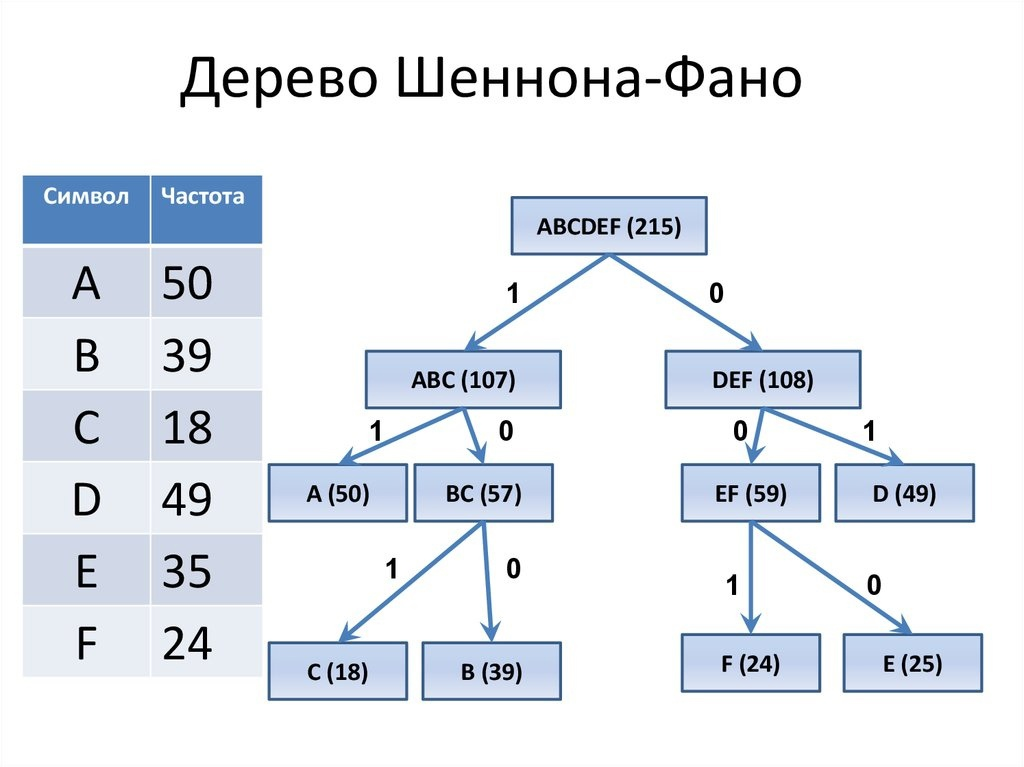 Дерево Шеннона-Фано
Символ Частота
A 50
B 39
C 18
D 49
E 35
F 24
ABCDEF (215)
1 0
ABC (107) DEF (108)
1 0 0 1
A (50) BC (57) EF (59) D (49)
1 0 1 0
C (18) B (39) F (24) E (25)